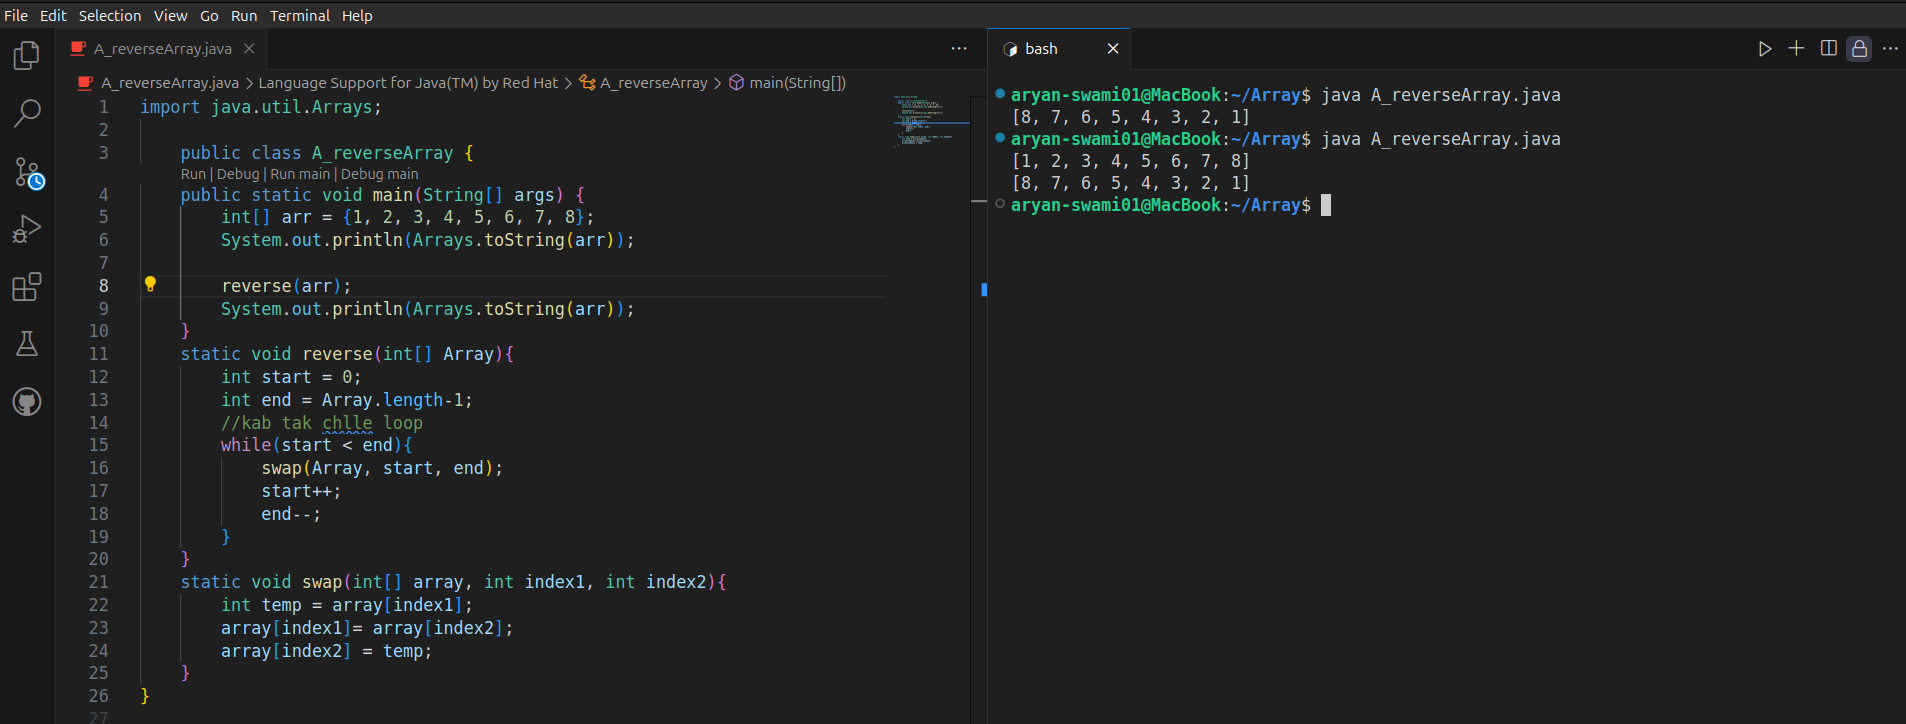 File Edit Selection View Go Run Terminal Help
A_reverseArray.java
A_reverseArray.java > Language Support for Java(TM) by Red Hat > A_reverseArray > main(String[])
1 import java.util.Arrays;
2
3 public class A_reverseArray {
Run | Debug | Run main | Debug main
4 public static void main(String[] args) {
5 int[] arr = {1, 2, 3, 4, 5, 6, 7, 8};
6 System.out.println(Arrays.toString(arr));
7
8 reverse(arr);
9 System.out.println(Arrays.toString(arr));
10 }
11 static void reverse(int[] Array){
12 int start = 0;
13 int end = Array.length-1;
14 //kab tak chlle loop
15 while(start < end){
16 swap(Array, start, end);
17 start++;
18 end--;
19 }
20 }
21 static void swap(int[] array, int index1, int index2){
22 int temp = array[index1];
23 array[index1]= array[index2];
24 array[index2] = temp;
25 }
26 }
27
bash
aryan-swami01@MacBook:~/Array$ java A_reverseArray.java
[8, 7, 6, 5, 4, 3, 2, 1]
aryan-swami01@MacBook:~/Array$ java A_reverseArray.java
[1, 2, 3, 4, 5, 6, 7, 8]
[8, 7, 6, 5, 4, 3, 2, 1]
aryan-swami01@MacBook:~/Array$